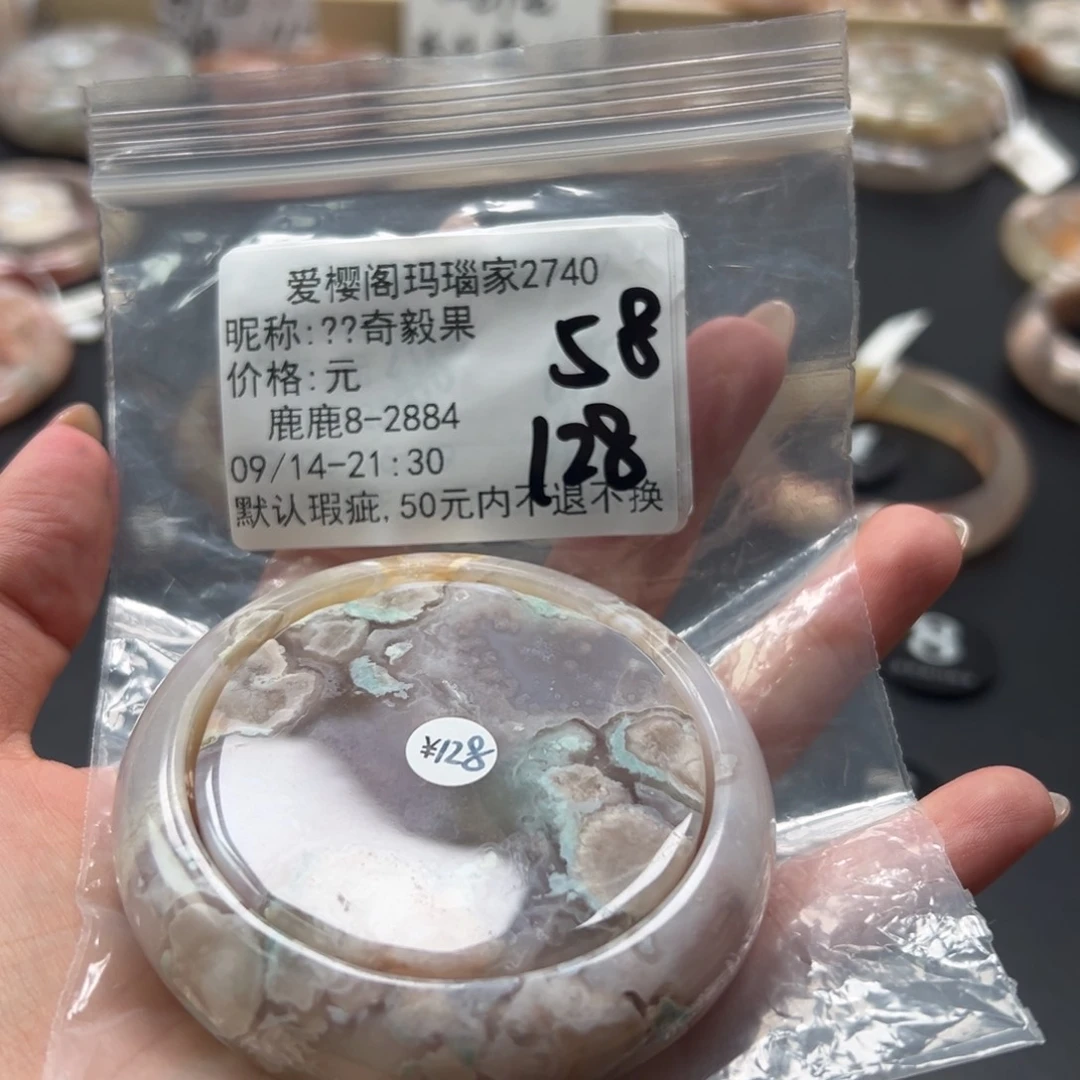 爱樱阁玛瑙家2740
昵称:??奇毅果
58
价格:元
鹿鹿8-2884
128
09/14-21:30
默认瑕疵,50元内不退不换
8